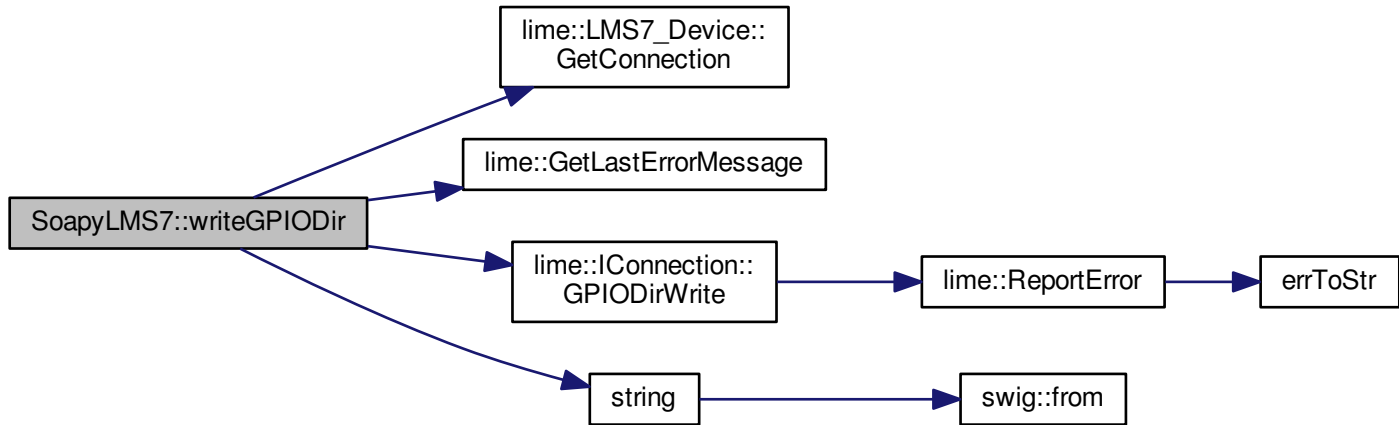 lime::LMS7_Device::
GetConnection
lime::GetLastErrorMessage
SoapyLMS7::writeGPIODir
lime::IConnection::
GPIODirWrite
lime::ReportError
errToStr
string
swig::from